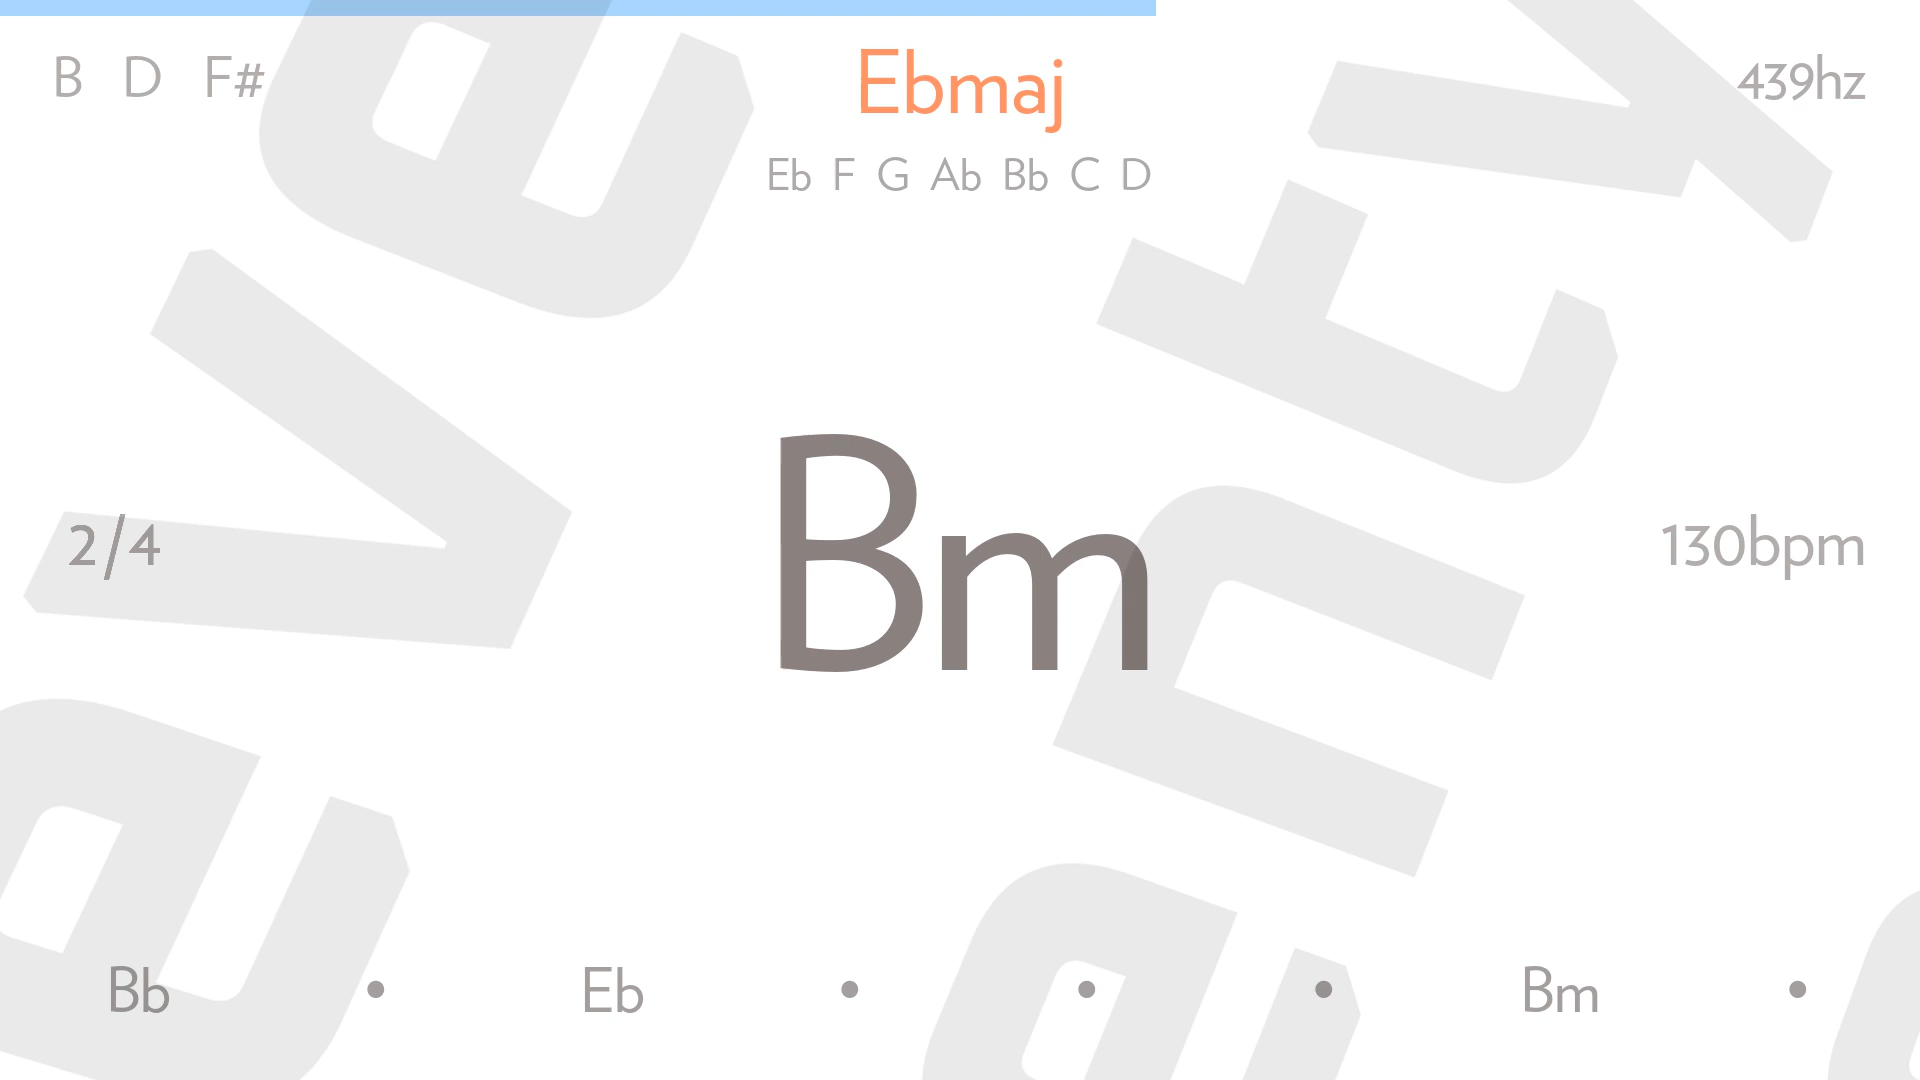 B D F#
Ebmaj
439hz
Eb F G Ab Bb C D
2/4
Bm
130bpm
Bb • Eb • • • Bm •